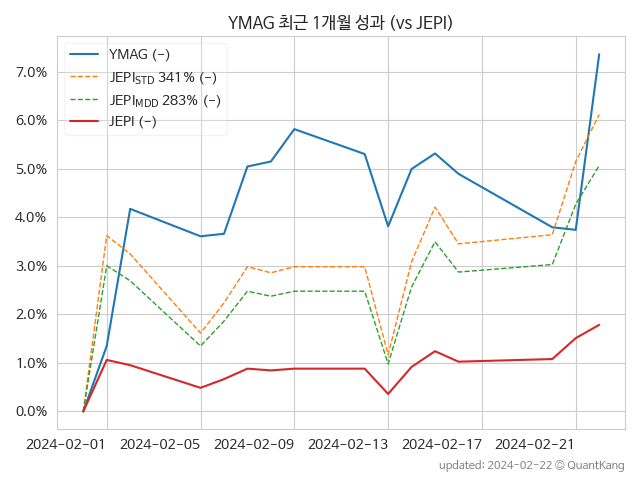 YMAG 최근 1개월 성과 (vs JEPI)
YMAG (-)
JEPI_STD 341% (-)
JEPI_MDD 283% (-)
JEPI (-)
7.0%
6.0%
5.0%
4.0%
3.0%
2.0%
1.0%
0.0%
2024-02-01 2024-02-05 2024-02-09 2024-02-13 2024-02-17 2024-02-21
updated: 2024-02-22 © QuantKang